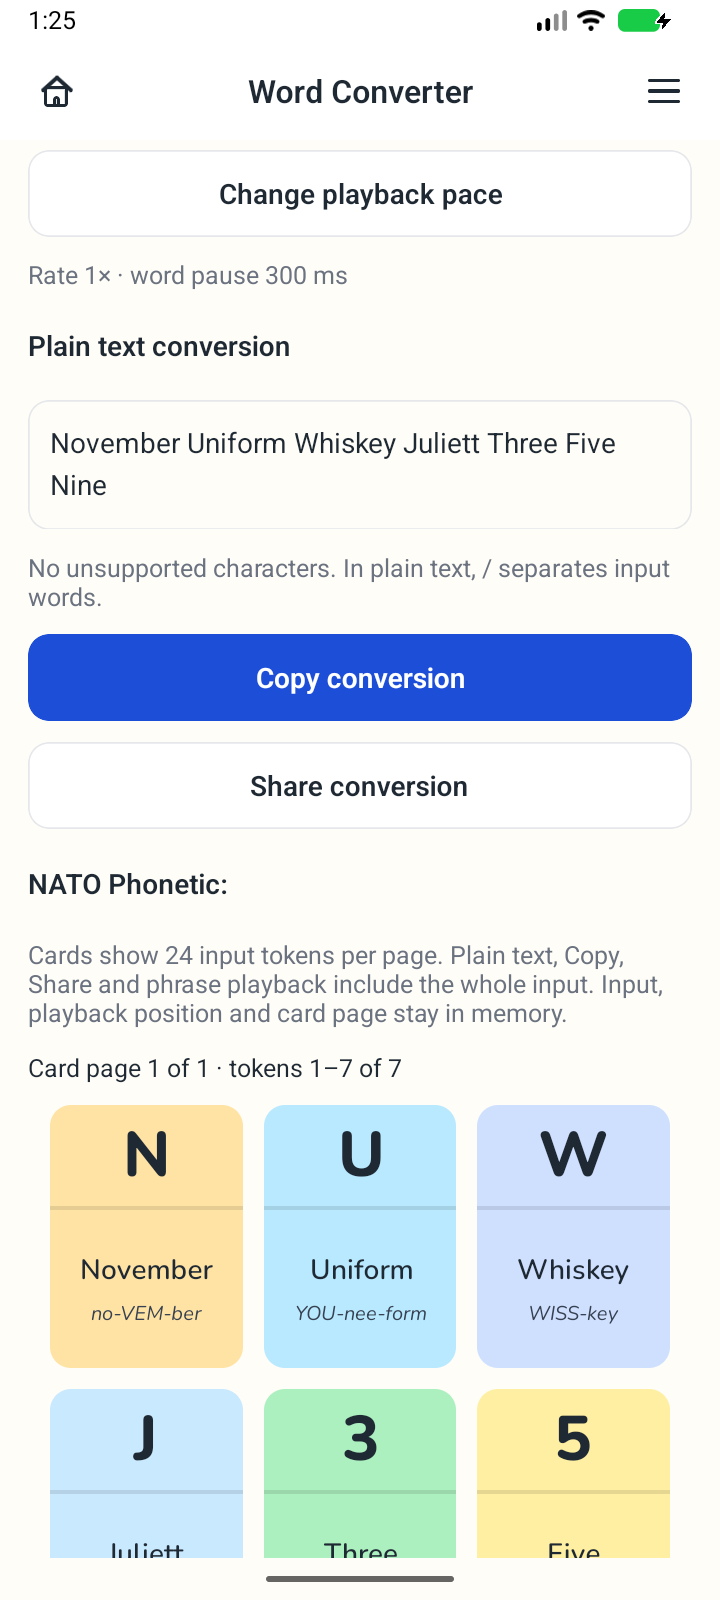 1:25
Word Converter
Change playback pace
Rate 1× · word pause 300 ms
Plain text conversion
November Uniform Whiskey Juliett Three Five
Nine
No unsupported characters. In plain text, / separates input
words.
Copy conversion
Share conversion
NATO Phonetic:
Cards show 24 input tokens per page. Plain text, Copy,
Share and phrase playback include the whole input. Input,
playback position and card page stay in memory.
Card page 1 of 1 · tokens 1–7 of 7
N U W
November Uniform Whiskey
no-VEM-ber YOU-nee-form WISS-key
J 3 5
Juliett Three Five